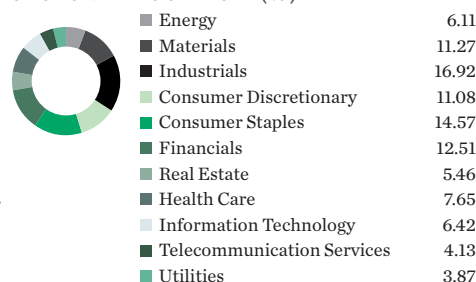 Energy 6.11
Materials 11.27
Industrials 16.92
Consumer Discretionary 11.08
Consumer Staples 14.57
Financials 12.51
Real Estate 5.46
Health Care 7.65
Information Technology 6.42
Telecommunication Services 4.13
Utilities 3.87